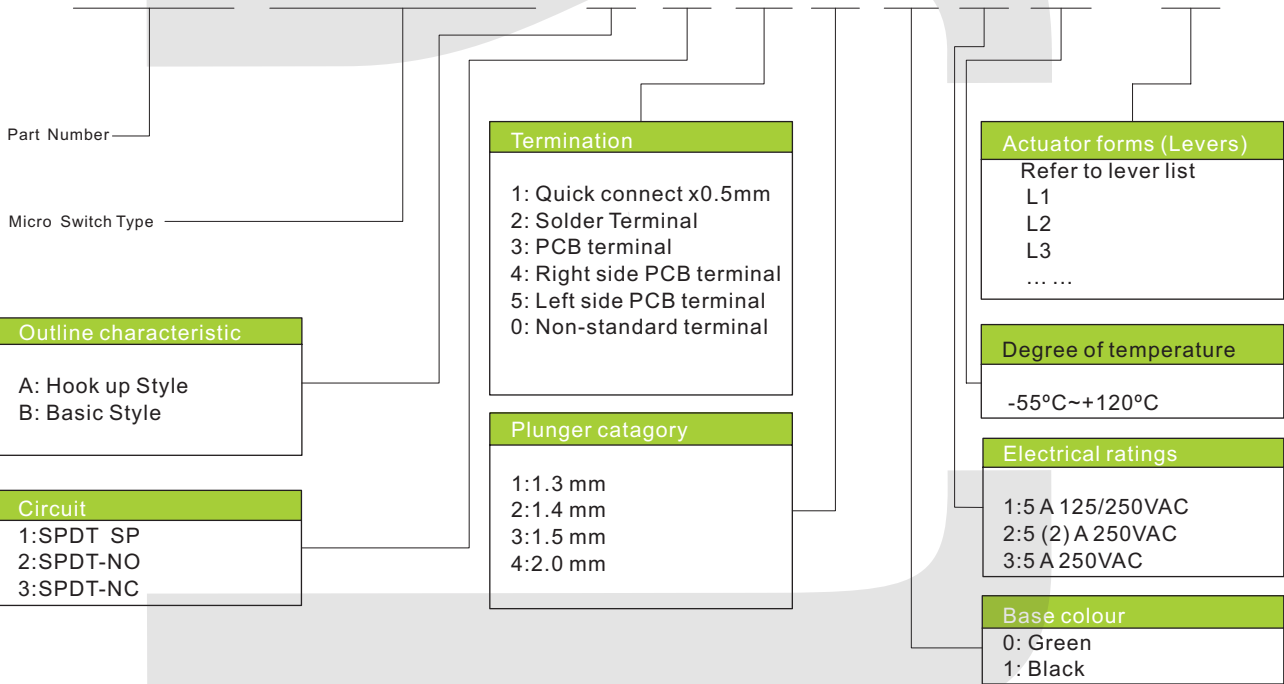 Part Number
Micro Switch Type
Outline characteristic
A: Hook up Style
B: Basic Style
Circuit
1:SPDT SP
2:SPDT-NO
3:SPDT-NC
Termination
1: Quick connect x0.5mm
2: Solder Terminal
3: PCB terminal
4: Right side PCB terminal
5: Left side PCB terminal
0: Non-standard terminal
Plunger catagory
1:1.3 mm
2:1.4 mm
3:1.5 mm
4:2.0 mm
Actuator forms (Levers)
Refer to lever list
L1
L2
L3
... ...
Degree of temperature
-55ºC~+120ºC
Electrical ratings
1:5 A 125/250VAC
2:5 (2) A 250VAC
3:5 A 250VAC
Base colour
0: Green
1: Black